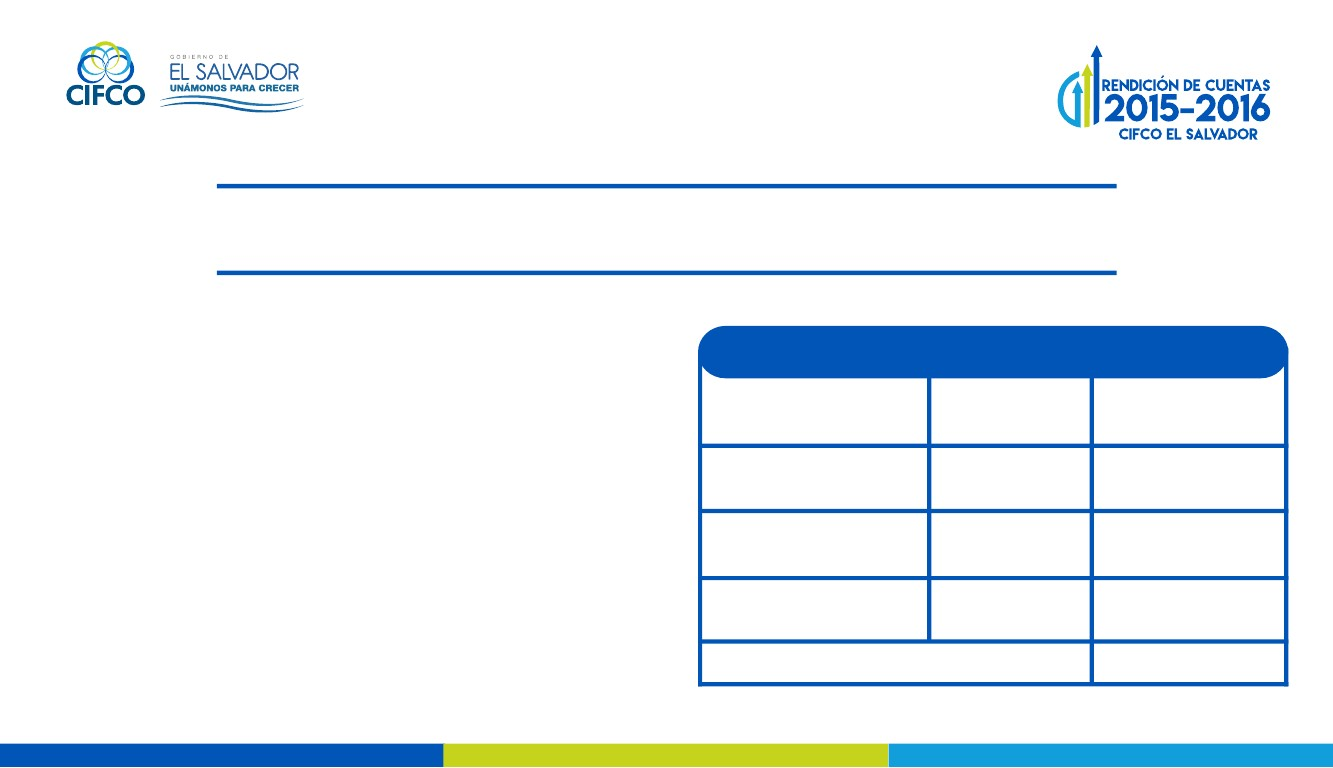 CIFCO
GOBIERNO DE
EL SALVADOR
UNÁMONOS PARA CRECER
RENDICIÓN DE CUENTAS
2015-2016
CIFCO EL SALVADOR